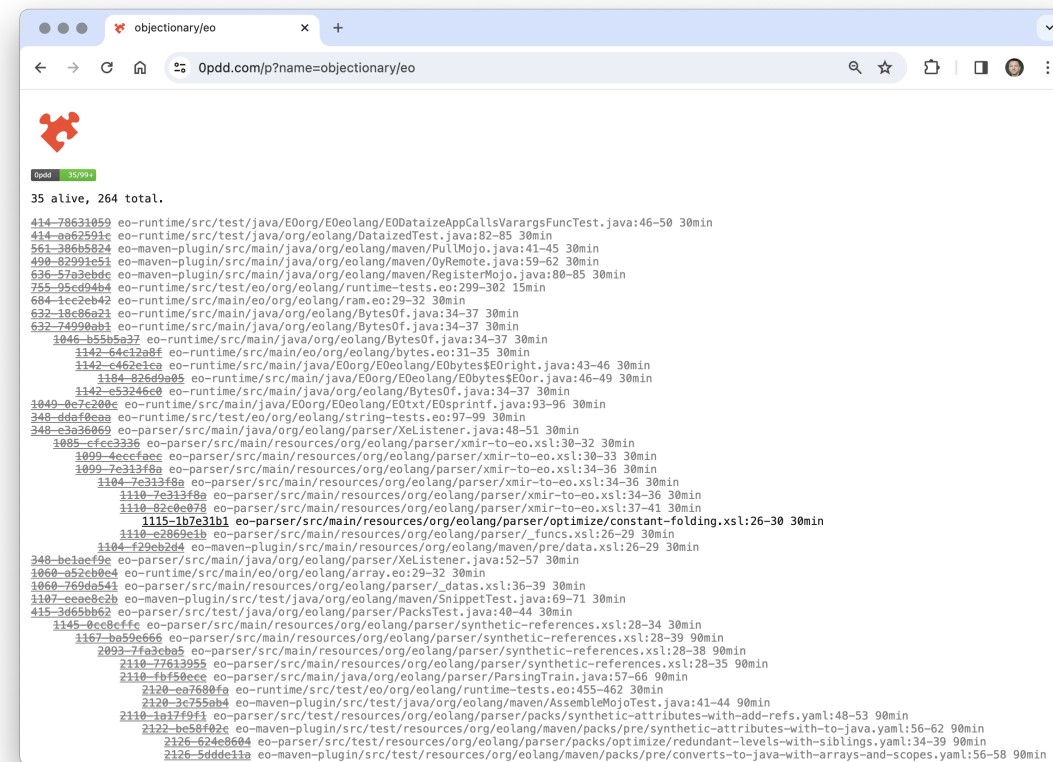 objectionary/eo
0pdd.com/p?name=objectionary/eo
0pdd 35/99+
35 alive, 264 total.
414-78631059 eo-runtime/src/test/java/EOorg/EOeolang/EODataizeAppCallsVarargsFuncTest.java:46-50 30min
414-aa62591c eo-runtime/src/test/java/org/eolang/DataizedTest.java:82-85 30min
561-386b5824 eo-maven-plugin/src/main/java/org/eolang/maven/PullMojo.java:41-45 30min
490-82991e51 eo-maven-plugin/src/main/java/org/eolang/maven/OyRemote.java:59-62 30min
636-57a3ebdc eo-maven-plugin/src/main/java/org/eolang/maven/RegisterMojo.java:80-85 30min
755-95cd94b4 eo-runtime/src/test/eo/org/eolang/runtime-tests.eo:299-302 15min
684-1cc2eb42 eo-runtime/src/main/eo/org/eolang/ram.eo:29-32 30min
632-18c86a21 eo-runtime/src/main/java/org/eolang/BytesOf.java:34-37 30min
632-74990ab1 eo-runtime/src/main/java/org/eolang/BytesOf.java:34-37 30min
1046-b55b5a37 eo-runtime/src/main/java/org/eolang/BytesOf.java:34-37 30min
1142-64c12a8f eo-runtime/src/main/eo/org/eolang/bytes.eo:31-35 30min
1142-c462e1ca eo-runtime/src/main/java/EOorg/EOeolang/EObytes$EOright.java:43-46 30min
1184-826d9a05 eo-runtime/src/main/java/EOorg/EOeolang/EObytes$EOor.java:46-49 30min
1142-e53246c0 eo-runtime/src/main/java/org/eolang/BytesOf.java:34-37 30min
1049-0e7c200c eo-runtime/src/main/java/EOorg/EOeolang/EOtxt/EOsprintf.java:93-96 30min
348-ddaf0eaa eo-runtime/src/test/eo/org/eolang/string-tests.eo:97-99 30min
348-e3a36069 eo-parser/src/main/java/org/eolang/parser/XeListener.java:48-51 30min
1085-cfcc3336 eo-parser/src/main/resources/org/eolang/parser/xmir-to-eo.xsl:30-32 30min
1099-4eccfaec eo-parser/src/main/resources/org/eolang/parser/xmir-to-eo.xsl:30-33 30min
1099-7e313f8a eo-parser/src/main/resources/org/eolang/parser/xmir-to-eo.xsl:34-36 30min
1104-7e313f8a eo-parser/src/main/resources/org/eolang/parser/xmir-to-eo.xsl:34-36 30min
1110-7e313f8a eo-parser/src/main/resources/org/eolang/parser/xmir-to-eo.xsl:34-36 30min
1110-82c0e078 eo-parser/src/main/resources/org/eolang/parser/xmir-to-eo.xsl:37-41 30min
1115-1b7e31b1 eo-parser/src/main/resources/org/eolang/parser/optimize/constant-folding.xsl:26-30 30min
1110-e2869e1b eo-parser/src/main/resources/org/eolang/parser/_funcs.xsl:26-29 30min
1104-f29eb2d4 eo-maven-plugin/src/main/resources/org/eolang/maven/pre/data.xsl:26-29 30min
348-be1aef9e eo-parser/src/main/java/org/eolang/parser/XeListener.java:52-57 30min
1060-a52cb0e4 eo-runtime/src/main/eo/org/eolang/array.eo:29-32 30min
1060-769da541 eo-parser/src/main/resources/org/eolang/parser/_datas.xsl:36-39 30min
1107-eeae8c2b eo-maven-plugin/src/test/java/org/eolang/maven/SnippetTest.java:69-71 30min
415-3d65bb62 eo-parser/src/test/java/org/eolang/parser/PacksTest.java:40-44 30min
1145-0cc8cffc eo-parser/src/main/resources/org/eolang/parser/synthetic-references.xsl:28-34 30min
1167-ba59e666 eo-parser/src/main/resources/org/eolang/parser/synthetic-references.xsl:28-39 90min
2093-7fa3cba5 eo-parser/src/main/resources/org/eolang/parser/synthetic-references.xsl:28-38 90min
2110-77613955 eo-parser/src/main/resources/org/eolang/parser/synthetic-references.xsl:28-35 90min
2110-fbf50ece eo-parser/src/main/java/org/eolang/parser/ParsingTrain.java:57-66 90min
2120-ea7680fa eo-runtime/src/test/eo/org/eolang/runtime-tests.eo:455-462 30min
2120-3c755ab4 eo-maven-plugin/src/test/java/org/eolang/maven/AssembleMojoTest.java:41-44 90min
2110-1a17f9f1 eo-parser/src/test/resources/org/eolang/parser/packs/synthetic-attributes-with-add-refs.yaml:48-53 90min
2122-be58f02c eo-maven-plugin/src/test/resources/org/eolang/maven/packs/pre/synthetic-attributes-with-to-java.yaml:56-62 90min
2126-624e8604 eo-parser/src/test/resources/org/eolang/parser/packs/optimize/redundant-levels-with-siblings.yaml:34-39 90min
2126-5ddde11a eo-maven-plugin/src/test/resources/org/eolang/maven/packs/pre/converts-to-java-with-arrays-and-scopes.yaml:56-58 90min